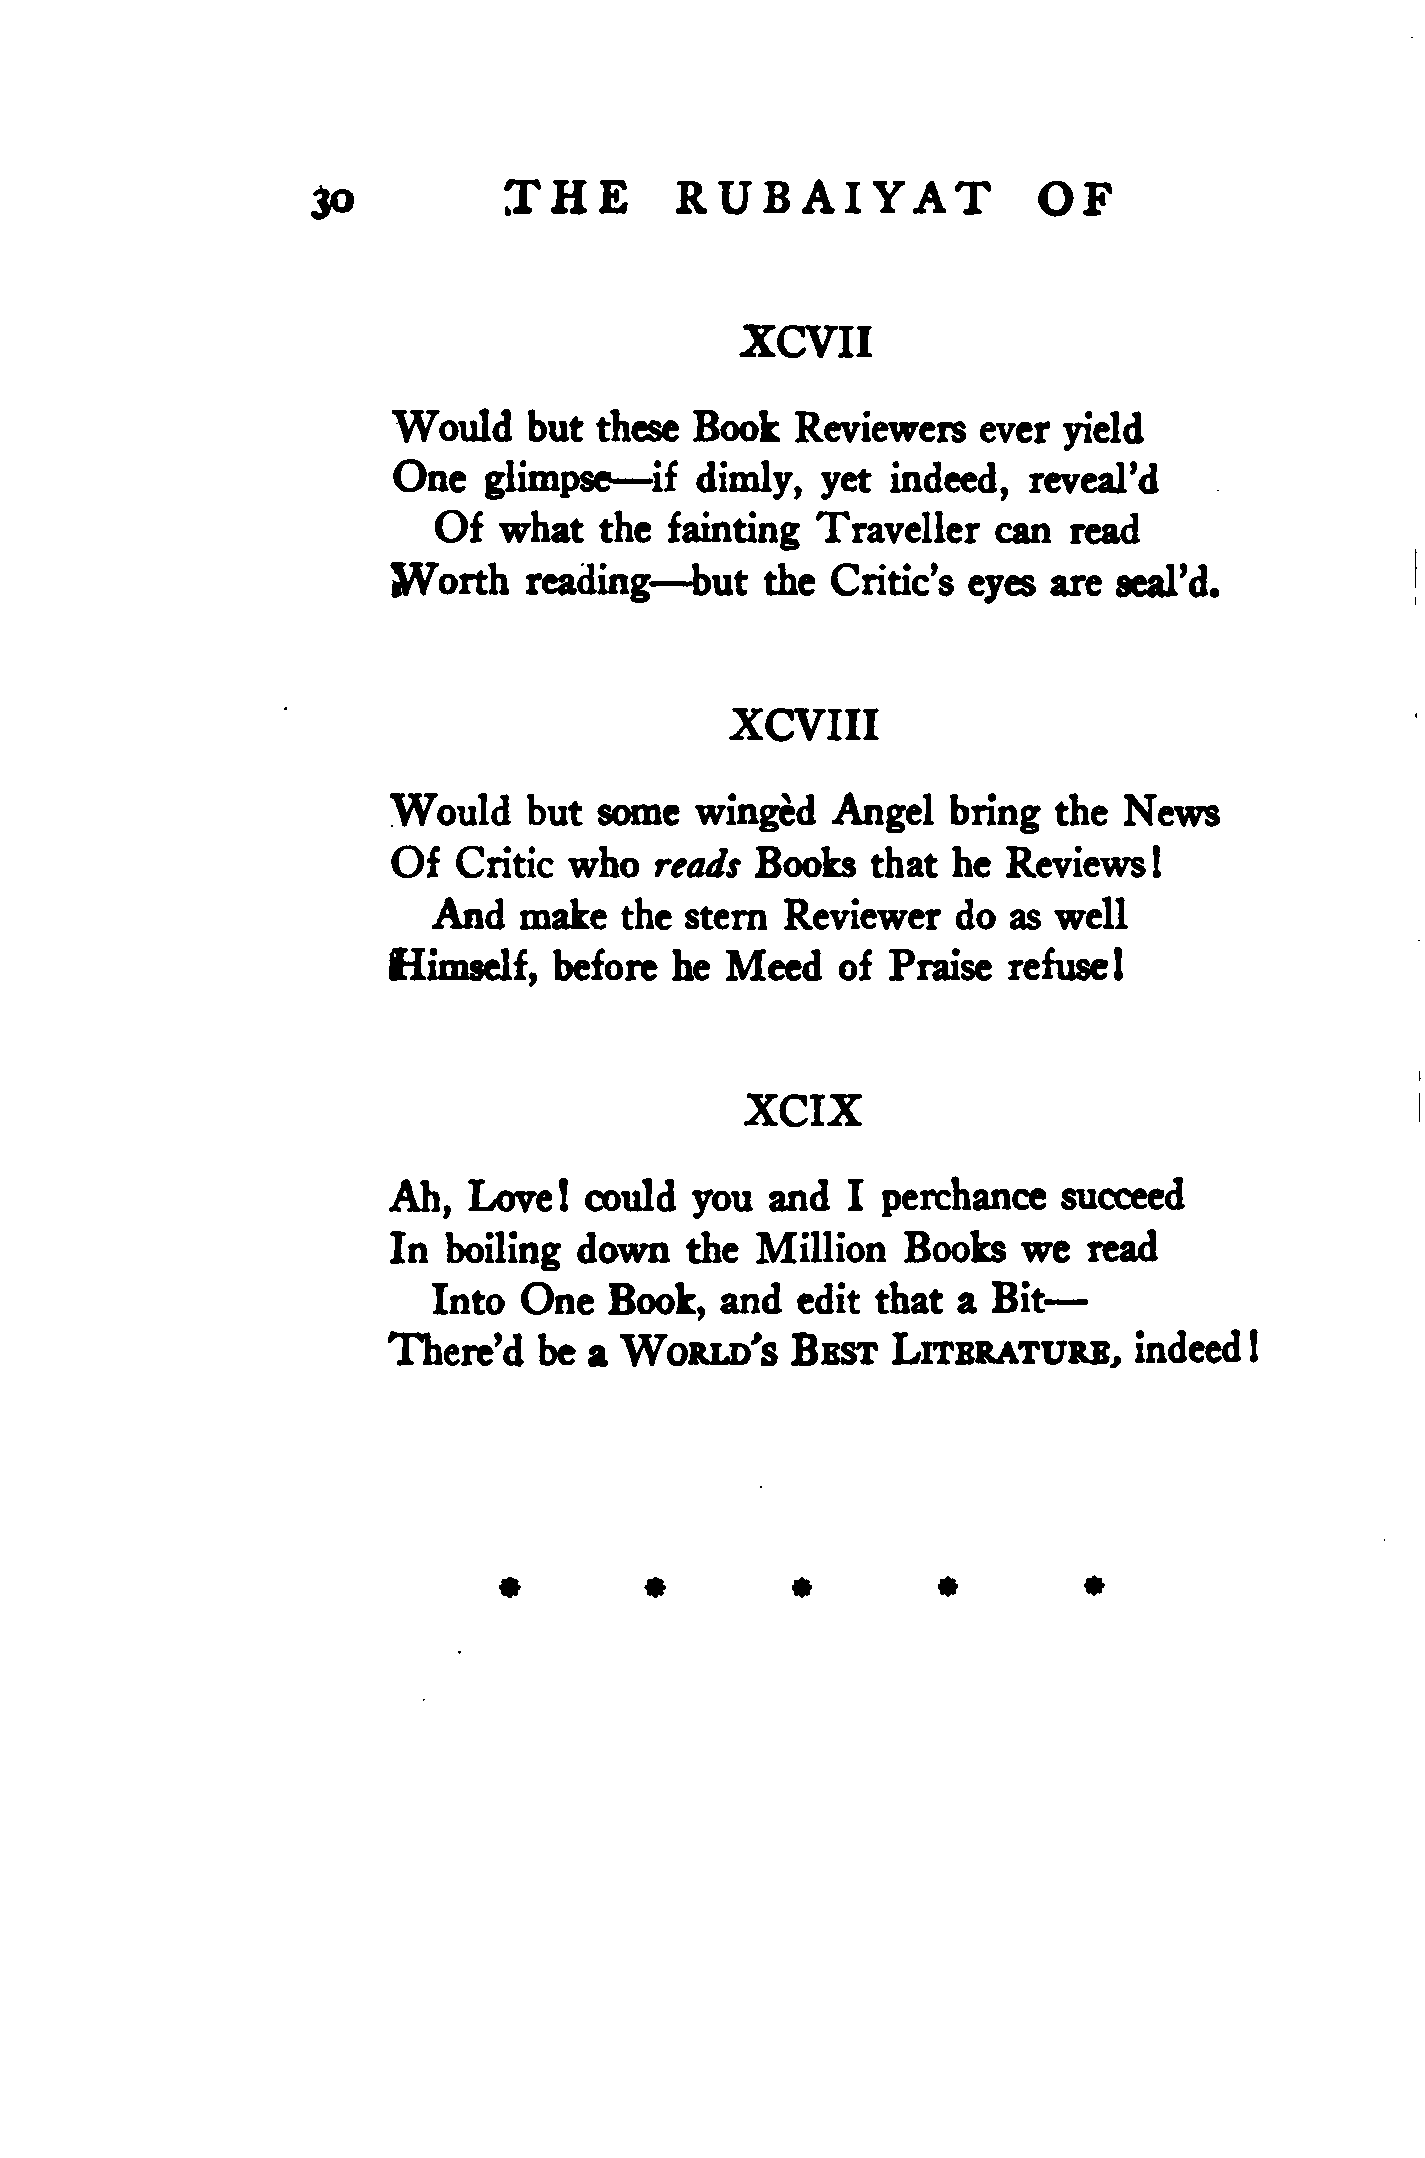 30 THE RUBAIYAT OF
XCVII
Would but these Book Reviewers ever yield
One glimpse—if dimly, yet indeed, reveal'd
Of what the fainting Traveller can read
Worth reading—but the Critic's eyes are seal'd.
XCVIII
Would but some wingèd Angel bring the News
Of Critic who reads Books that he Reviews!
And make the stern Reviewer do as well
Himself, before he Meed of Praise refuse!
XCIX
Ah, Love! could you and I perchance succeed
In boiling down the Million Books we read
Into One Book, and edit that a Bit—
There'd be a WORLD'S BEST LITERATURE, indeed!
* * * * *